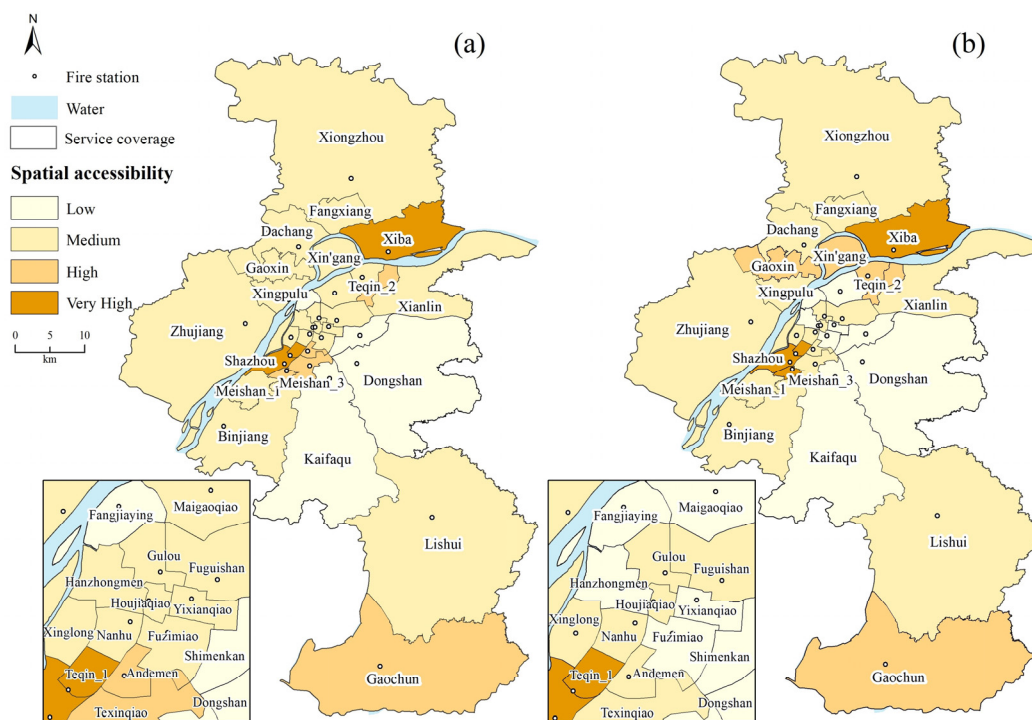 N
Fire station
Water
Service coverage
Spatial accessibility
Low
Medium
High
Very High
0 5 10
km
(a)
Xiongzhou
Fangxiang
Dachang
Xiba
Xin'gang
Gaoxin
Teqin_2
Xingpulu
Xianlin
Zhujiang
Shazhou
Meishan_3
Dongshan
Meishan_1
Binjiang
Kaifaqu
Lishui
Gaochun
Maigaoqiao
Fangjiaying
Gulou
Fuguishan
Hanzhongmen
Houjiaqiao
Yixianqiao
Xinglong
Nanhu
Fuzimiao
Shimenkan
Teqin_1
Andemen
Dongshan
Texinqiao
(b)
Xiongzhou
Fangxiang
Dachang
Xiba
Xin'gang
Gaoxin
Teqin_2
Xingpulu
Xianlin
Zhujiang
Shazhou
Meishan_3
Dongshan
Meishan_1
Binjiang
Kaifaqu
Lishui
Gaochun
Maigaoqiao
Fangjiaying
Gulou
Fuguishan
Hanzhongmen
Houjiaqiao
Yixianqiao
Xinglong
Nanhu
Fuzimiao
Shimenkan
Teqin_1
Andemen
Dongshan
Texinqiao